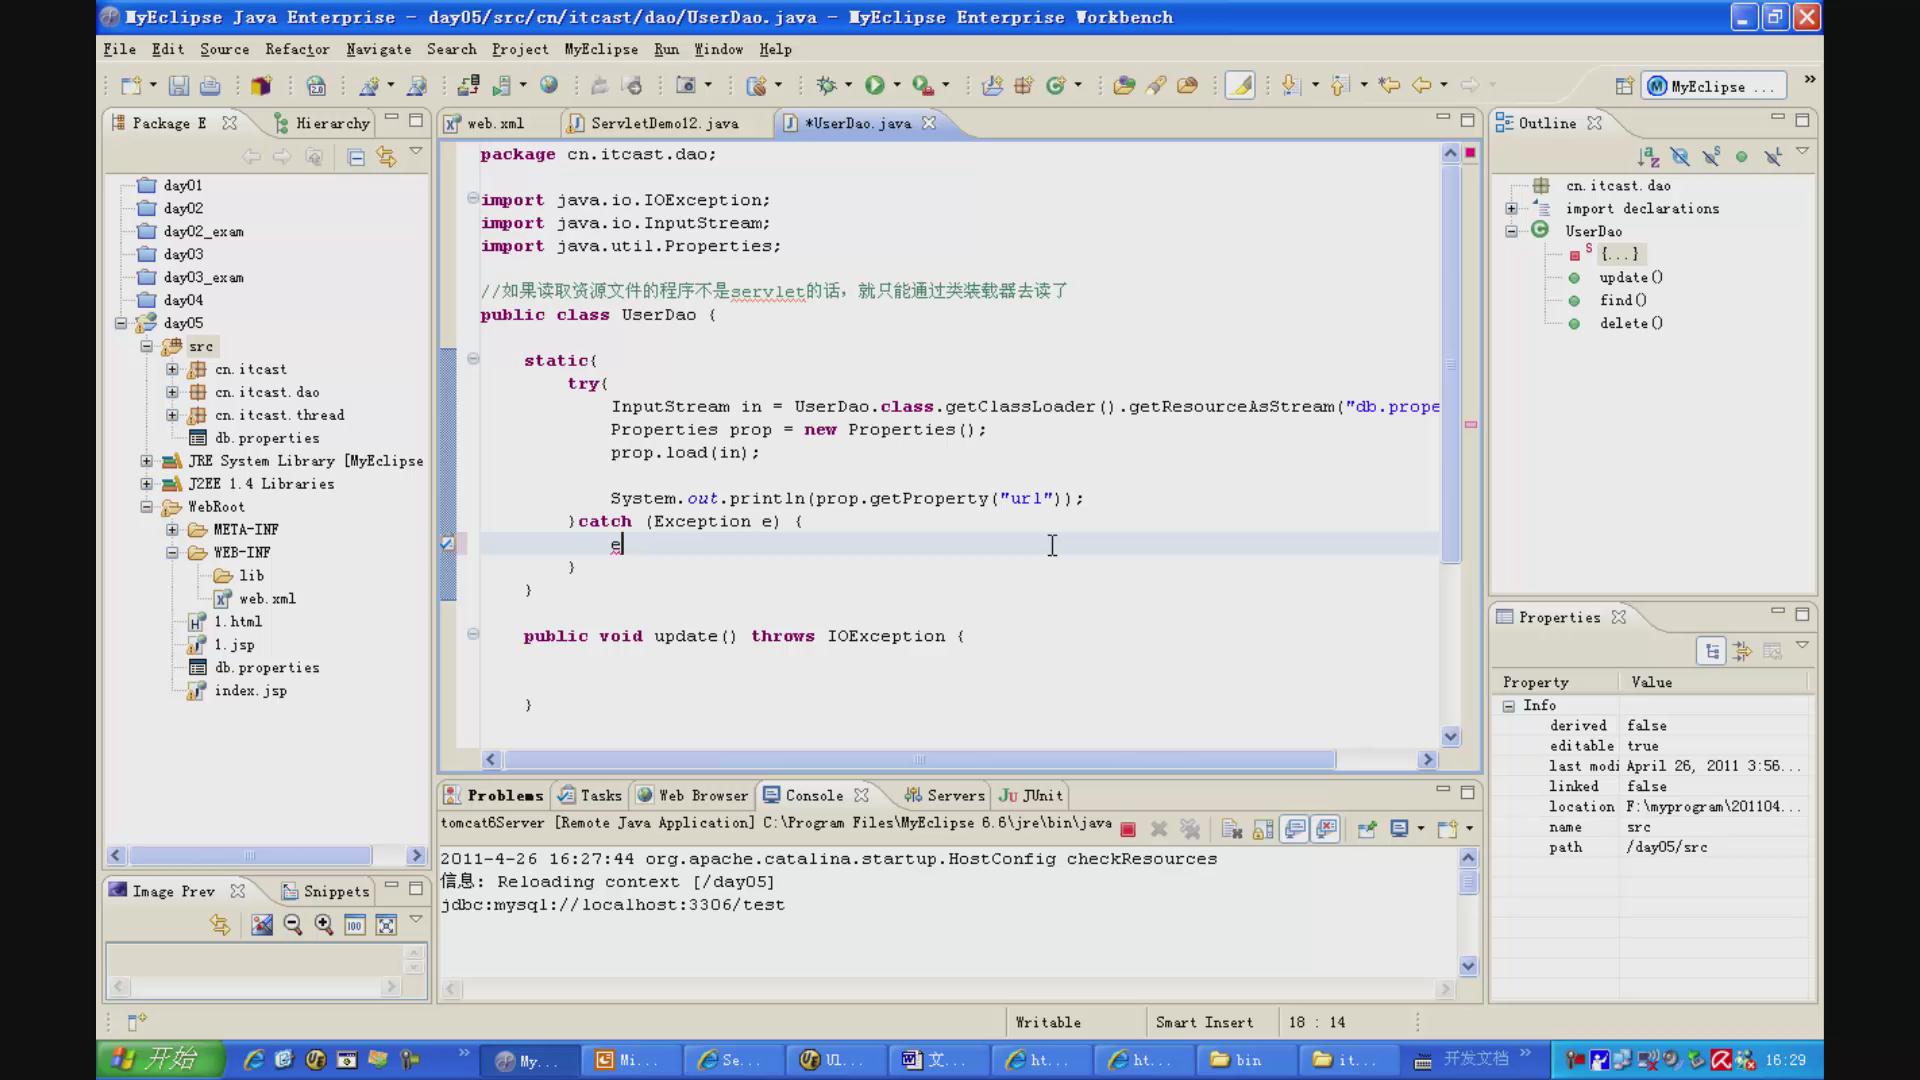 MyEclipse Java Enterprise - day05/src/cn/itcast/dao/UserDao.java - MyEclipse Enterprise Workbench
File Edit Source Refactor Navigate Search Project MyEclipse Run Window Help
MyEclipse ...
Package E
Hierarchy
day01
day02
day02_exam
day03
day03_exam
day04
day05
src
cn.itcast
cn.itcast.dao
cn.itcast.thread
db.properties
JRE System Library [MyEclipse
J2EE 1.4 Libraries
WebRoot
META-INF
WEB-INF
lib
web.xml
1.html
1.jsp
db.properties
index.jsp
Image Prev
Snippets
web.xml
ServletDemo12.java
*UserDao.java
package cn.itcast.dao;
import java.io.IOException;
import java.io.InputStream;
import java.util.Properties;
//如果读取资源文件的程序不是servlet的话，就只能通过类装载器去读了
public class UserDao {
static{
try{
InputStream in = UserDao.class.getClassLoader().getResourceAsStream("db.prope
Properties prop = new Properties();
prop.load(in);
System.out.println(prop.getProperty("url"));
}catch (Exception e) {
e
}
}
public void update() throws IOException {
}
Problems
Tasks
Web Browser
Console
Servers
JUnit
tomcat6Server [Remote Java Application] C:\Program Files\MyEclipse 6.6\jre\bin\java
2011-4-26 16:27:44 org.apache.catalina.startup.HostConfig checkResources
信息: Reloading context [/day05]
jdbc:mysql://localhost:3306/test
Outline
cn.itcast.dao
import declarations
UserDao
{...}
update()
find()
delete()
Properties
Property Value
Info
derived false
editable true
last modi April 26, 2011 3:56...
linked false
location F:\myprogram\201104...
name src
path /day05/src
Writable
Smart Insert
18 : 14
开始
My...
Mi...
Se...
Ul...
文...
ht...
ht...
bin
it...
开发文档
16:29